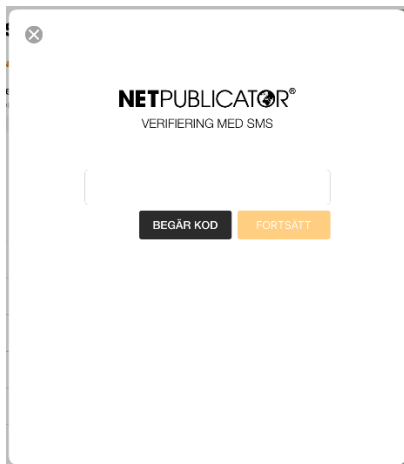 NETPUBLICATOR®
VERIFIERING MED SMS
BEGÄR KOD
FORTSÄTT